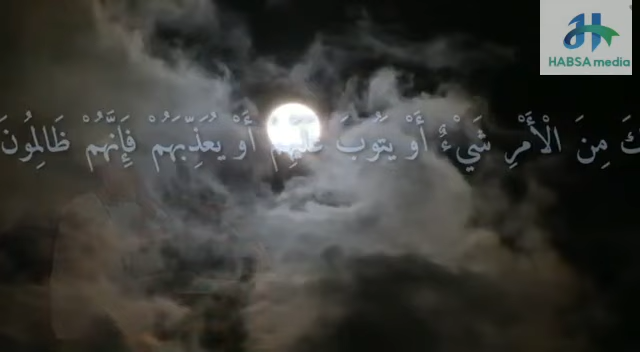 HABSA media
كَ مِنَ الْأَمْرِ شَيْءٌ أَوْ يَتُوبَ عَلَيْهِمْ أَوْ يُعَذِّبَهُمْ فَإِنَّهُمْ ظَالِمُونَ